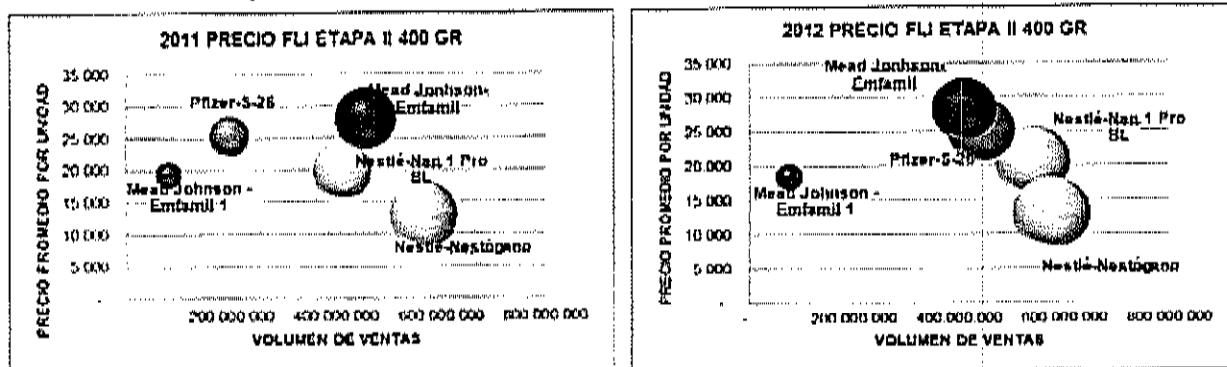 2011 PRECIO FLI ETAPA II 400 GR
PRECIO PROMEDIO POR UNIDAD
35 000
30 000
25 000
20 000
15 000
10 000
5 000
-
Mead Jonhson-
Emfamil
Pfizer-S-26
Nestlé-Nan 1 Pro
BL
Mead Johnson -
Emfamil 1
Nestlé-Nestógeno
200 000 000
400 000 000
600 000 000
800 000 000
VOLUMEN DE VENTAS
2012 PRECIO FLI ETAPA II 400 GR
PRECIO PROMEDIO POR UNIDAD
35 000
30 000
25 000
20 000
15 000
10 000
5 000
-
Mead Jonhson-
Emfamil
Nestlé-Nan 1 Pro
BL
Pfizer-S-26
Mead Johnson -
Emfamil 1
Nestlé-Nestógeno
-
200 000 000
400 000 000
600 000 000
800 000 000
VOLUMEN DE VENTAS